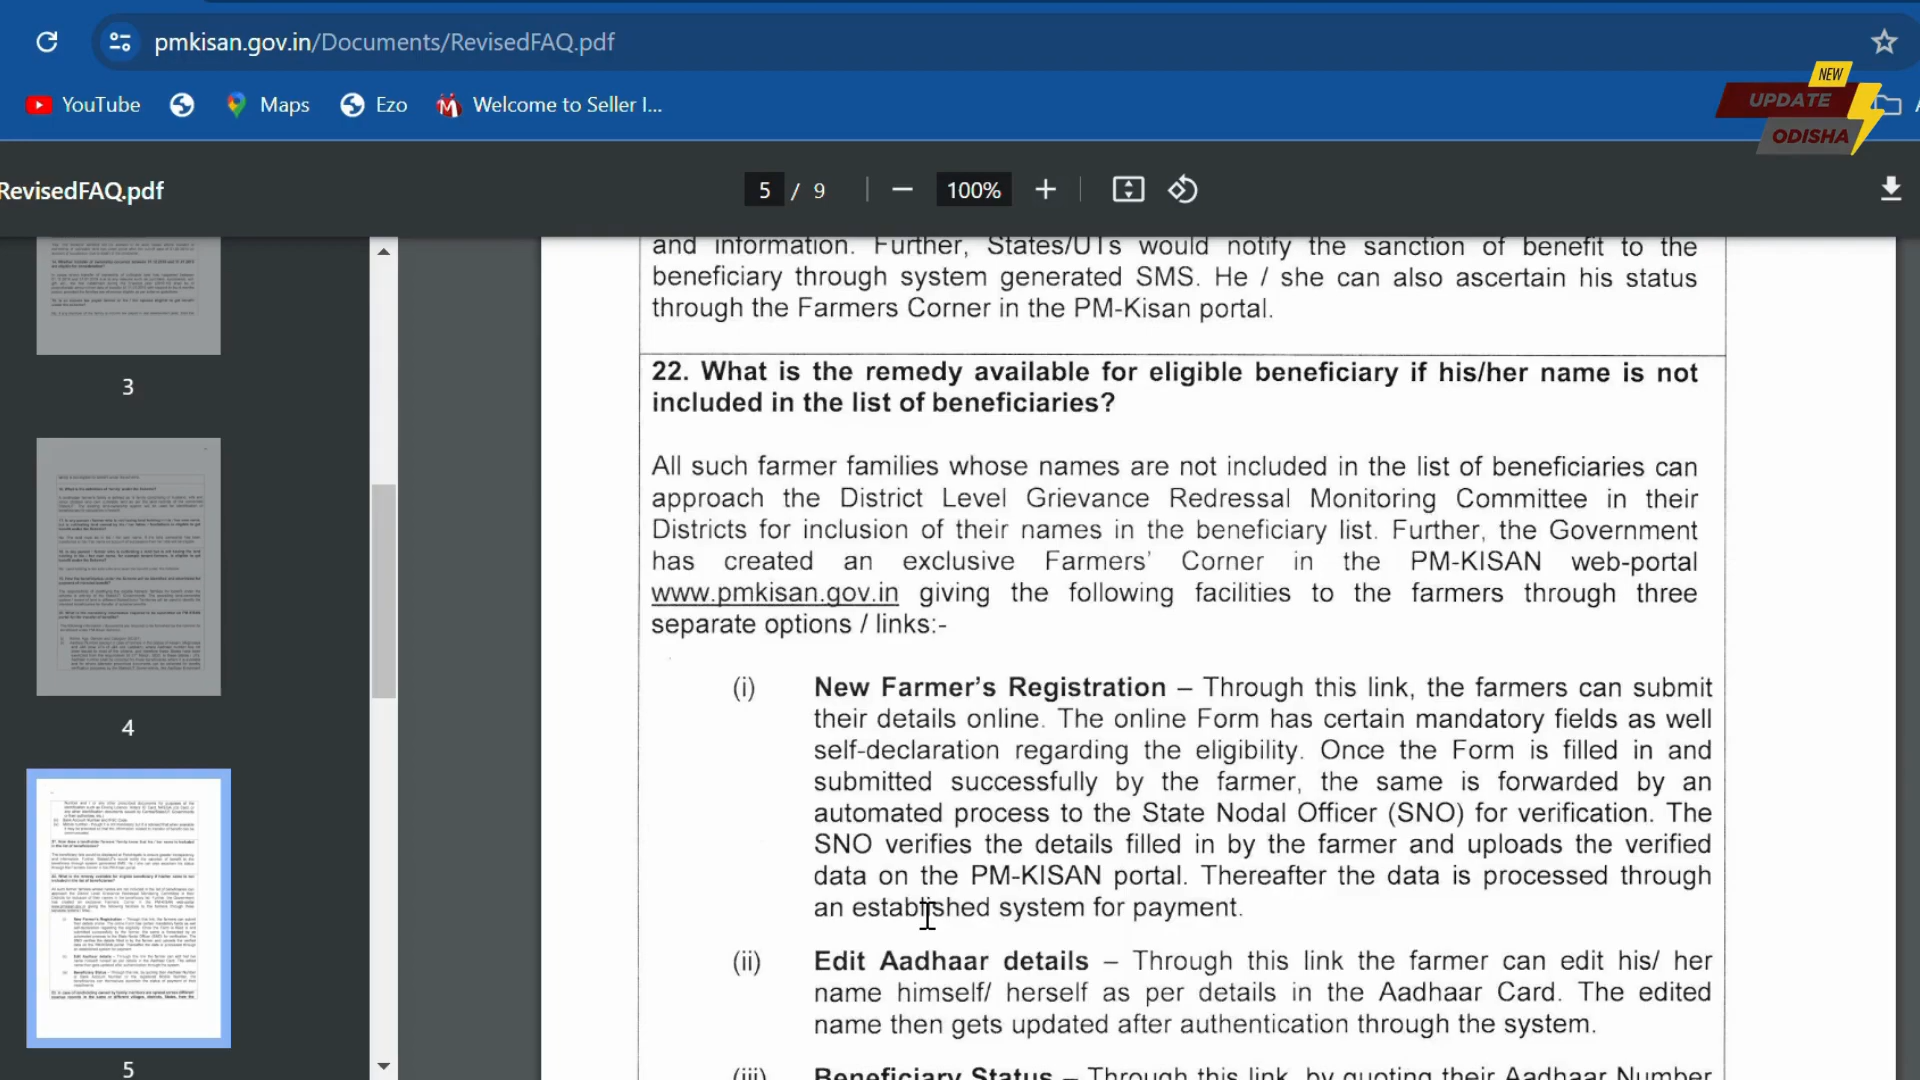 pmkisan.gov.in/Documents/RevisedFAQ.pdf
YouTube
Maps
Ezo
Welcome to Seller I...
NEW
UPDATE
ODISHA
RevisedFAQ.pdf
5 / 9
100%
3
4
5
and information. Further, States/UTs would notify the sanction of benefit to the
beneficiary through system generated SMS. He / she can also ascertain his status
through the Farmers Corner in the PM-Kisan portal.
22. What is the remedy available for eligible beneficiary if his/her name is not
included in the list of beneficiaries?
All such farmer families whose names are not included in the list of beneficiaries can
approach the District Level Grievance Redressal Monitoring Committee in their
Districts for inclusion of their names in the beneficiary list. Further, the Government
has created an exclusive Farmers' Corner in the PM-KISAN web-portal
www.pmkisan.gov.in giving the following facilities to the farmers through three
separate options / links:-
(i) New Farmer's Registration – Through this link, the farmers can submit
their details online. The online Form has certain mandatory fields as well
self-declaration regarding the eligibility. Once the Form is filled in and
submitted successfully by the farmer, the same is forwarded by an
automated process to the State Nodal Officer (SNO) for verification. The
SNO verifies the details filled in by the farmer and uploads the verified
data on the PM-KISAN portal. Thereafter the data is processed through
an established system for payment.
(ii) Edit Aadhaar details – Through this link the farmer can edit his/ her
name himself/ herself as per details in the Aadhaar Card. The edited
name then gets updated after authentication through the system.
(iii) Beneficiary Status – Through this link, by quoting their Aadhaar Number